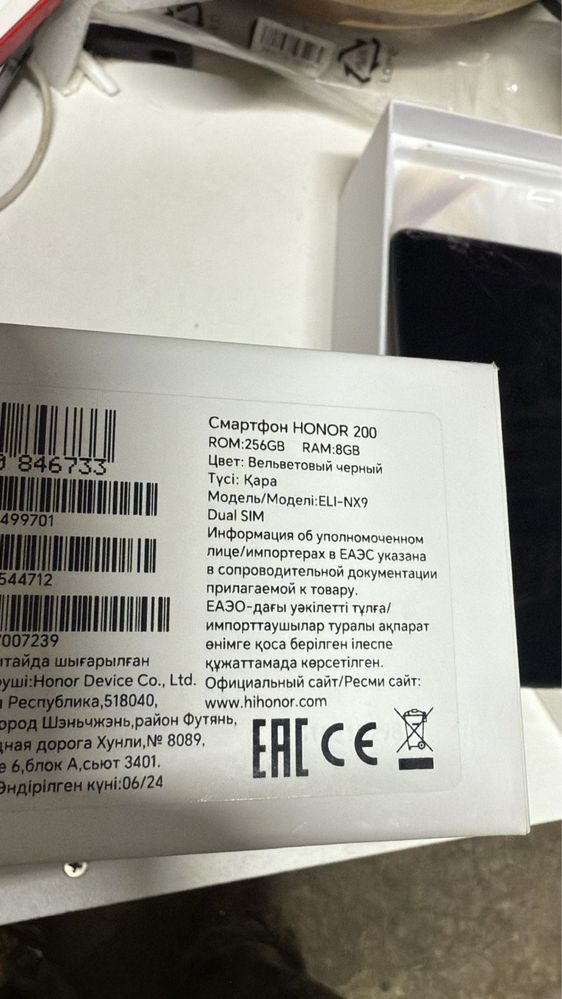 846733
499701
544712
007239
Смартфон HONOR 200
ROM:256GB RAM:8GB
Цвет: Вельветовый черный
Түсі: Қара
Модель/Моделі:ELI-NX9
Dual SIM
Информация об уполномоченном
лице/импортерах в ЕАЭС указана
в сопроводительной документации
прилагаемой к товару.
ЕАЭО-дағы уәкілетті тұлға/
импорттаушылар туралы ақпарат
өнімге қоса берілген ілеспе
құжаттамада көрсетілген.
Официальный сайт/Ресми сайт:
www.hihonor.com
итайда шығарылған
уші:Honor Device Co., Ltd.
Республика,518040,
ород Шэньчжэнь,район Футянь,
ная дорога Хунли,№ 8089,
е 6,блок А,сьют 3401.
Өндірілген күні:06/24
EAC CE